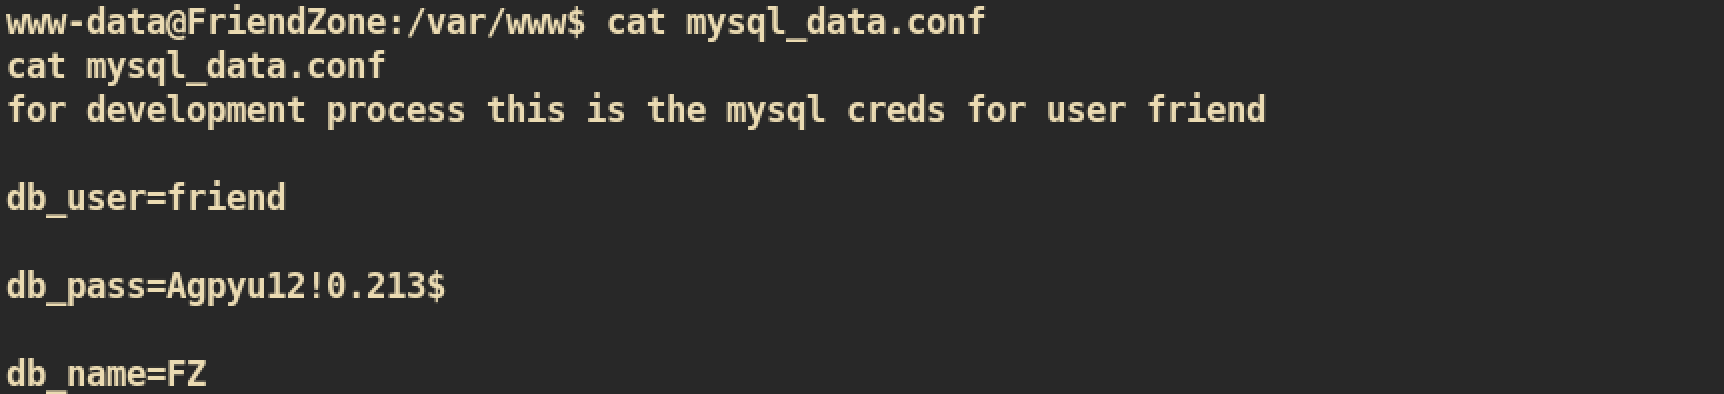 www-data@FriendZone:/var/www$ cat mysql_data.conf
cat mysql_data.conf
for development process this is the mysql creds for user friend
db_user=friend
db_pass=Agpyu12!0.213$
db_name=FZ